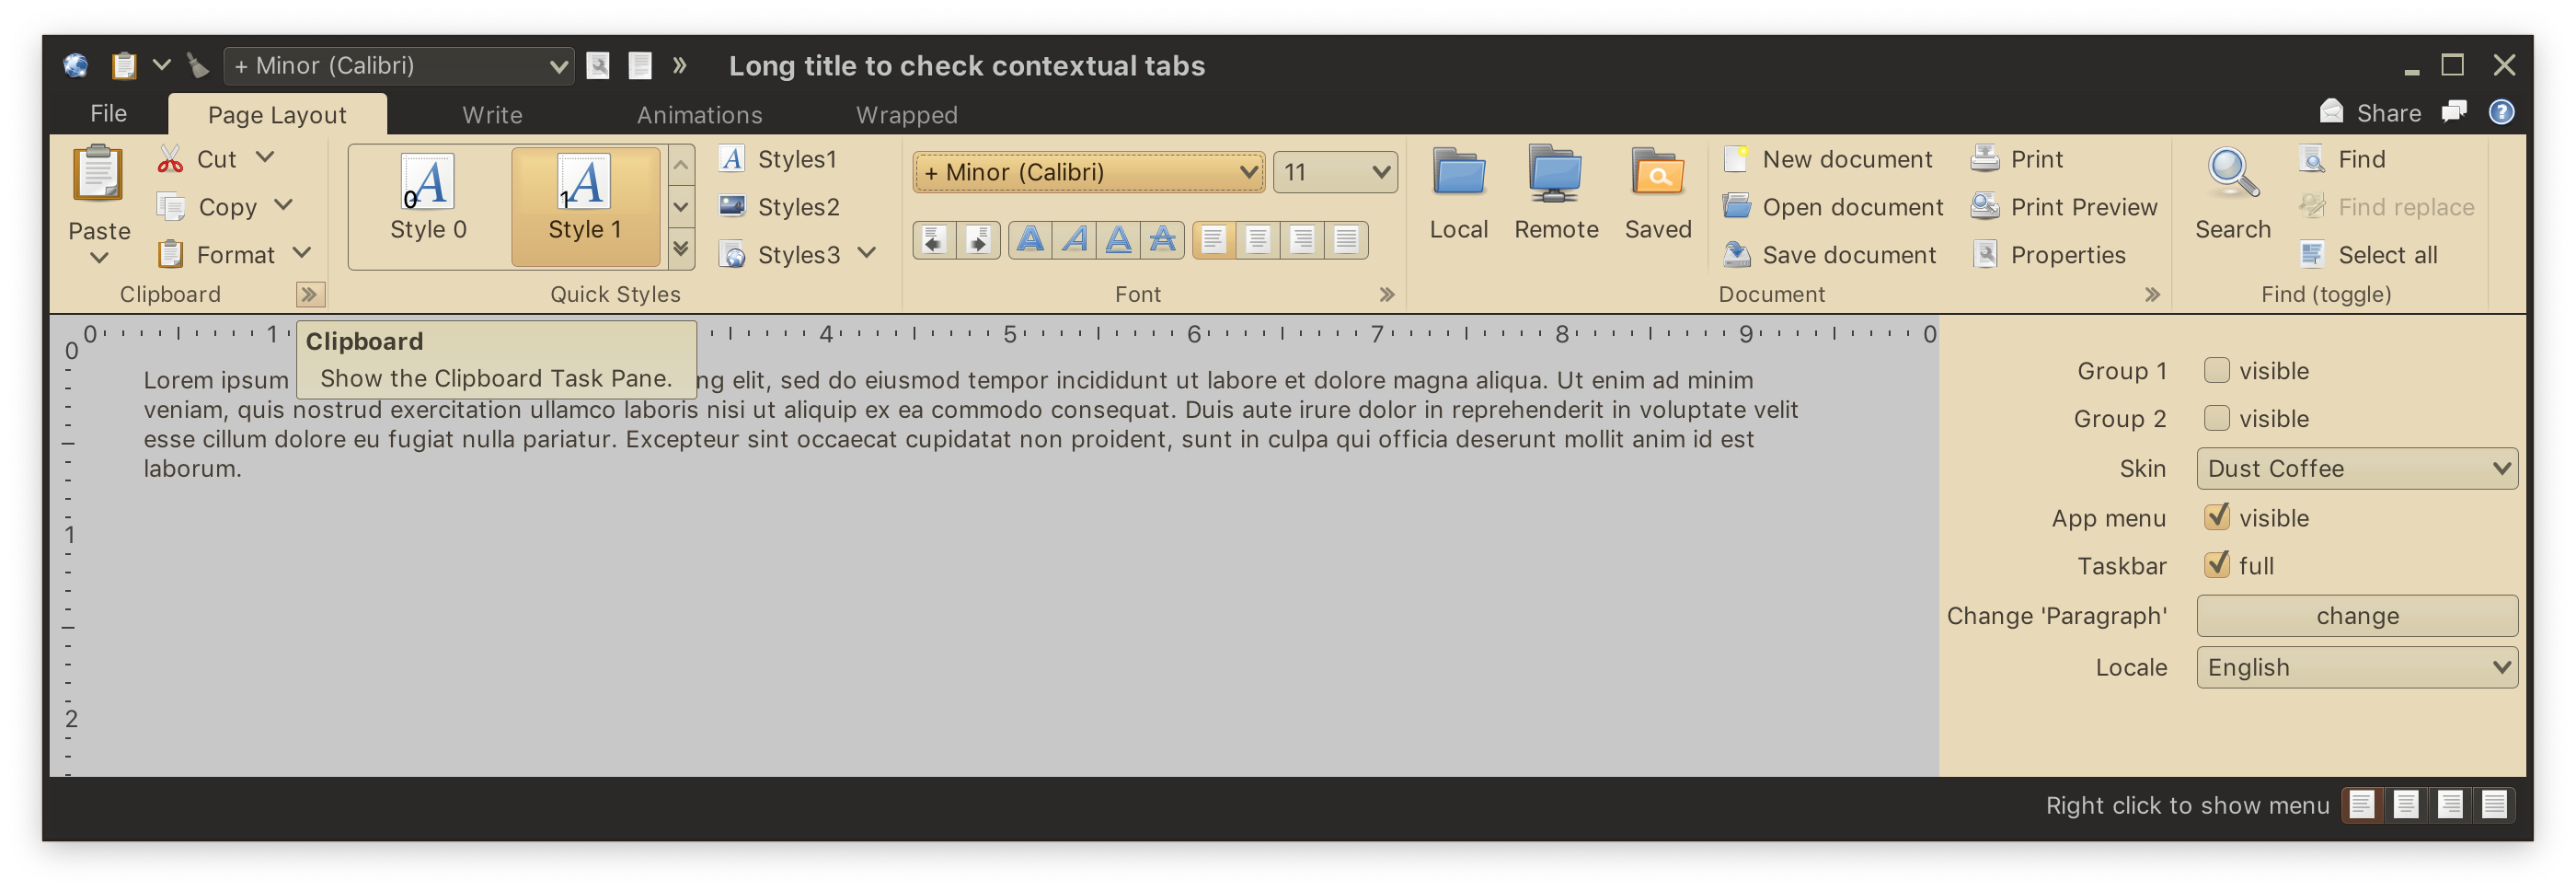 + Minor (Calibri)
Long title to check contextual tabs
File
Page Layout
Write
Animations
Wrapped
Share
Paste
Cut
Copy
Format
Clipboard
0
Style 0
1
Style 1
Styles1
Styles2
Styles3
Quick Styles
+ Minor (Calibri)
11
Font
Local
Remote
Saved
New document
Open document
Save document
Print
Print Preview
Properties
Document
Search
Find
Find replace
Select all
Find (toggle)
0 1 4 5 6 7 8 9 0
0
1
2
Clipboard
Show the Clipboard Task Pane.
Lorem ipsum ng elit, sed do eiusmod tempor incididunt ut labore et dolore magna aliqua. Ut enim ad minim
veniam, quis nostrud exercitation ullamco laboris nisi ut aliquip ex ea commodo consequat. Duis aute irure dolor in reprehenderit in voluptate velit
esse cillum dolore eu fugiat nulla pariatur. Excepteur sint occaecat cupidatat non proident, sunt in culpa qui officia deserunt mollit anim id est
laborum.
Group 1 visible
Group 2 visible
Skin Dust Coffee
App menu visible
Taskbar full
Change 'Paragraph' change
Locale English
Right click to show menu